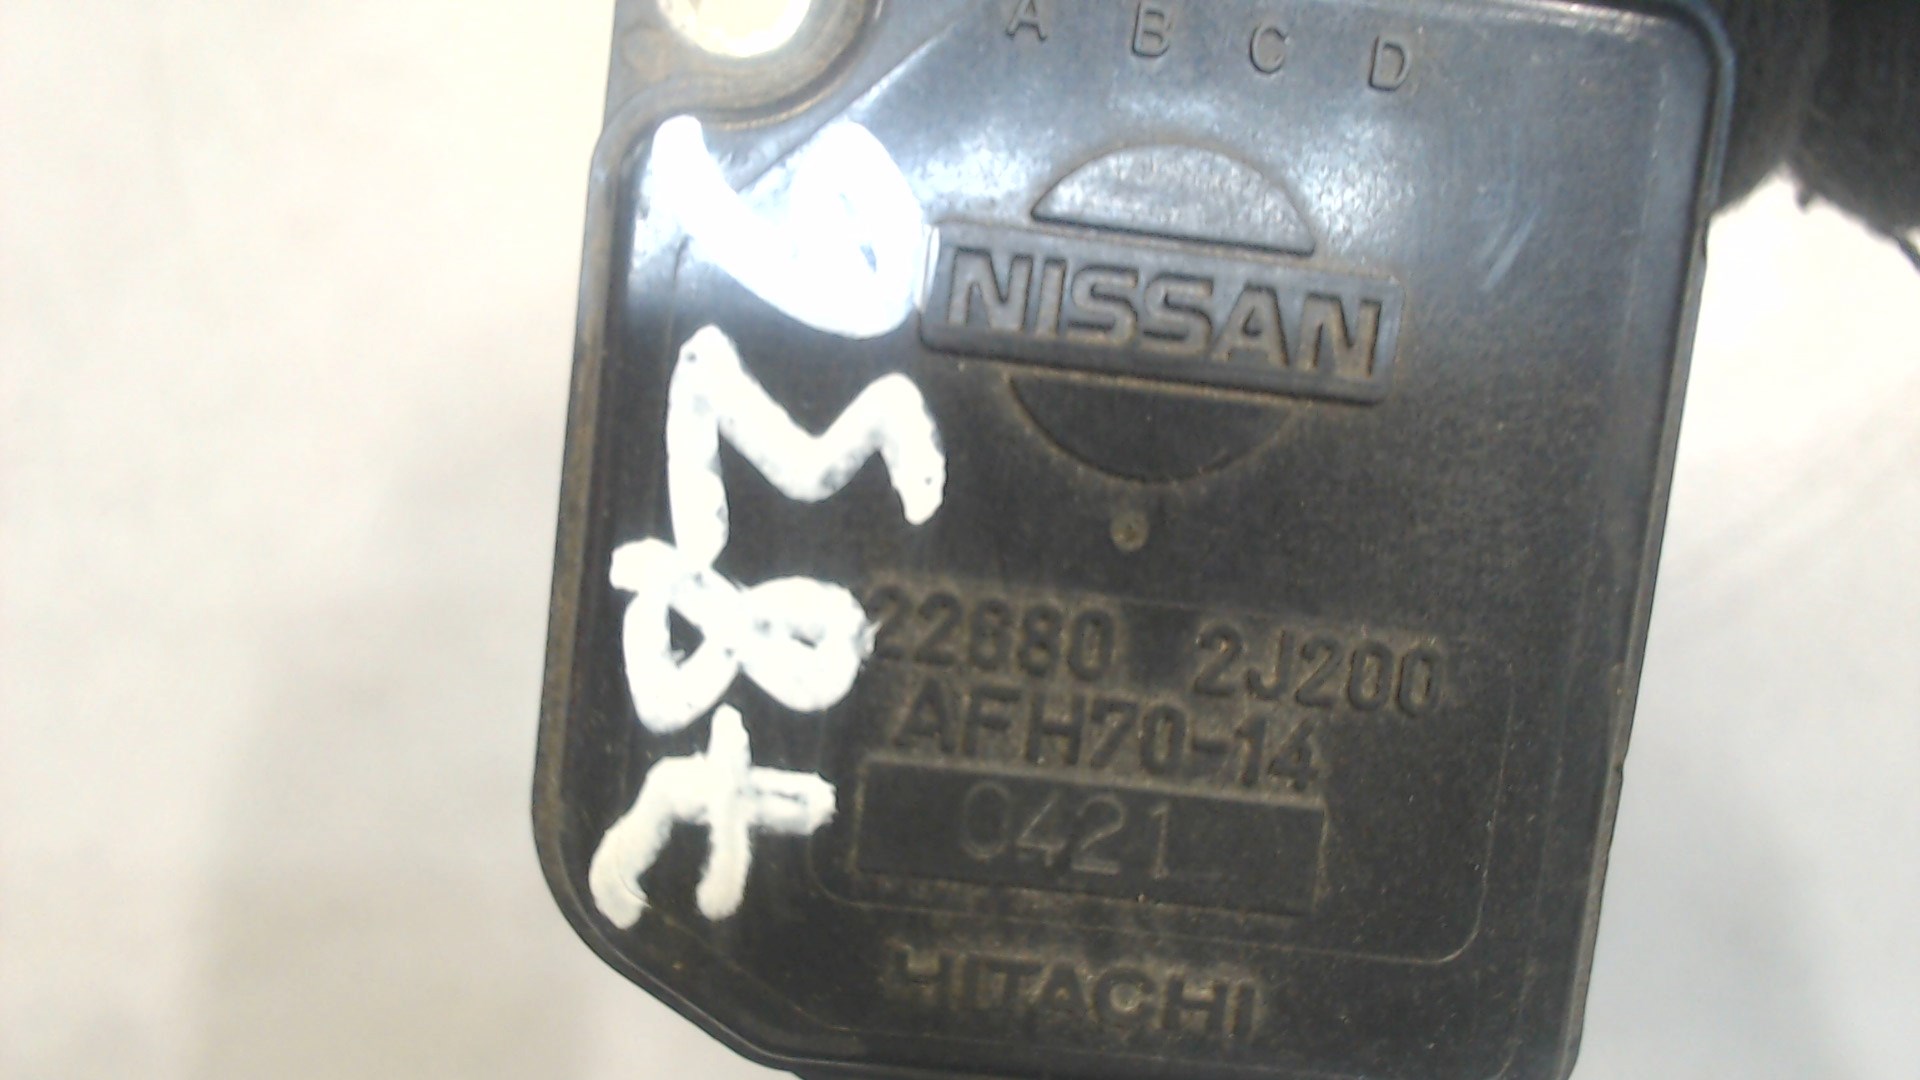 A B C D
NISSAN
22680 2J200
AFH70-14
0421
HITACHI